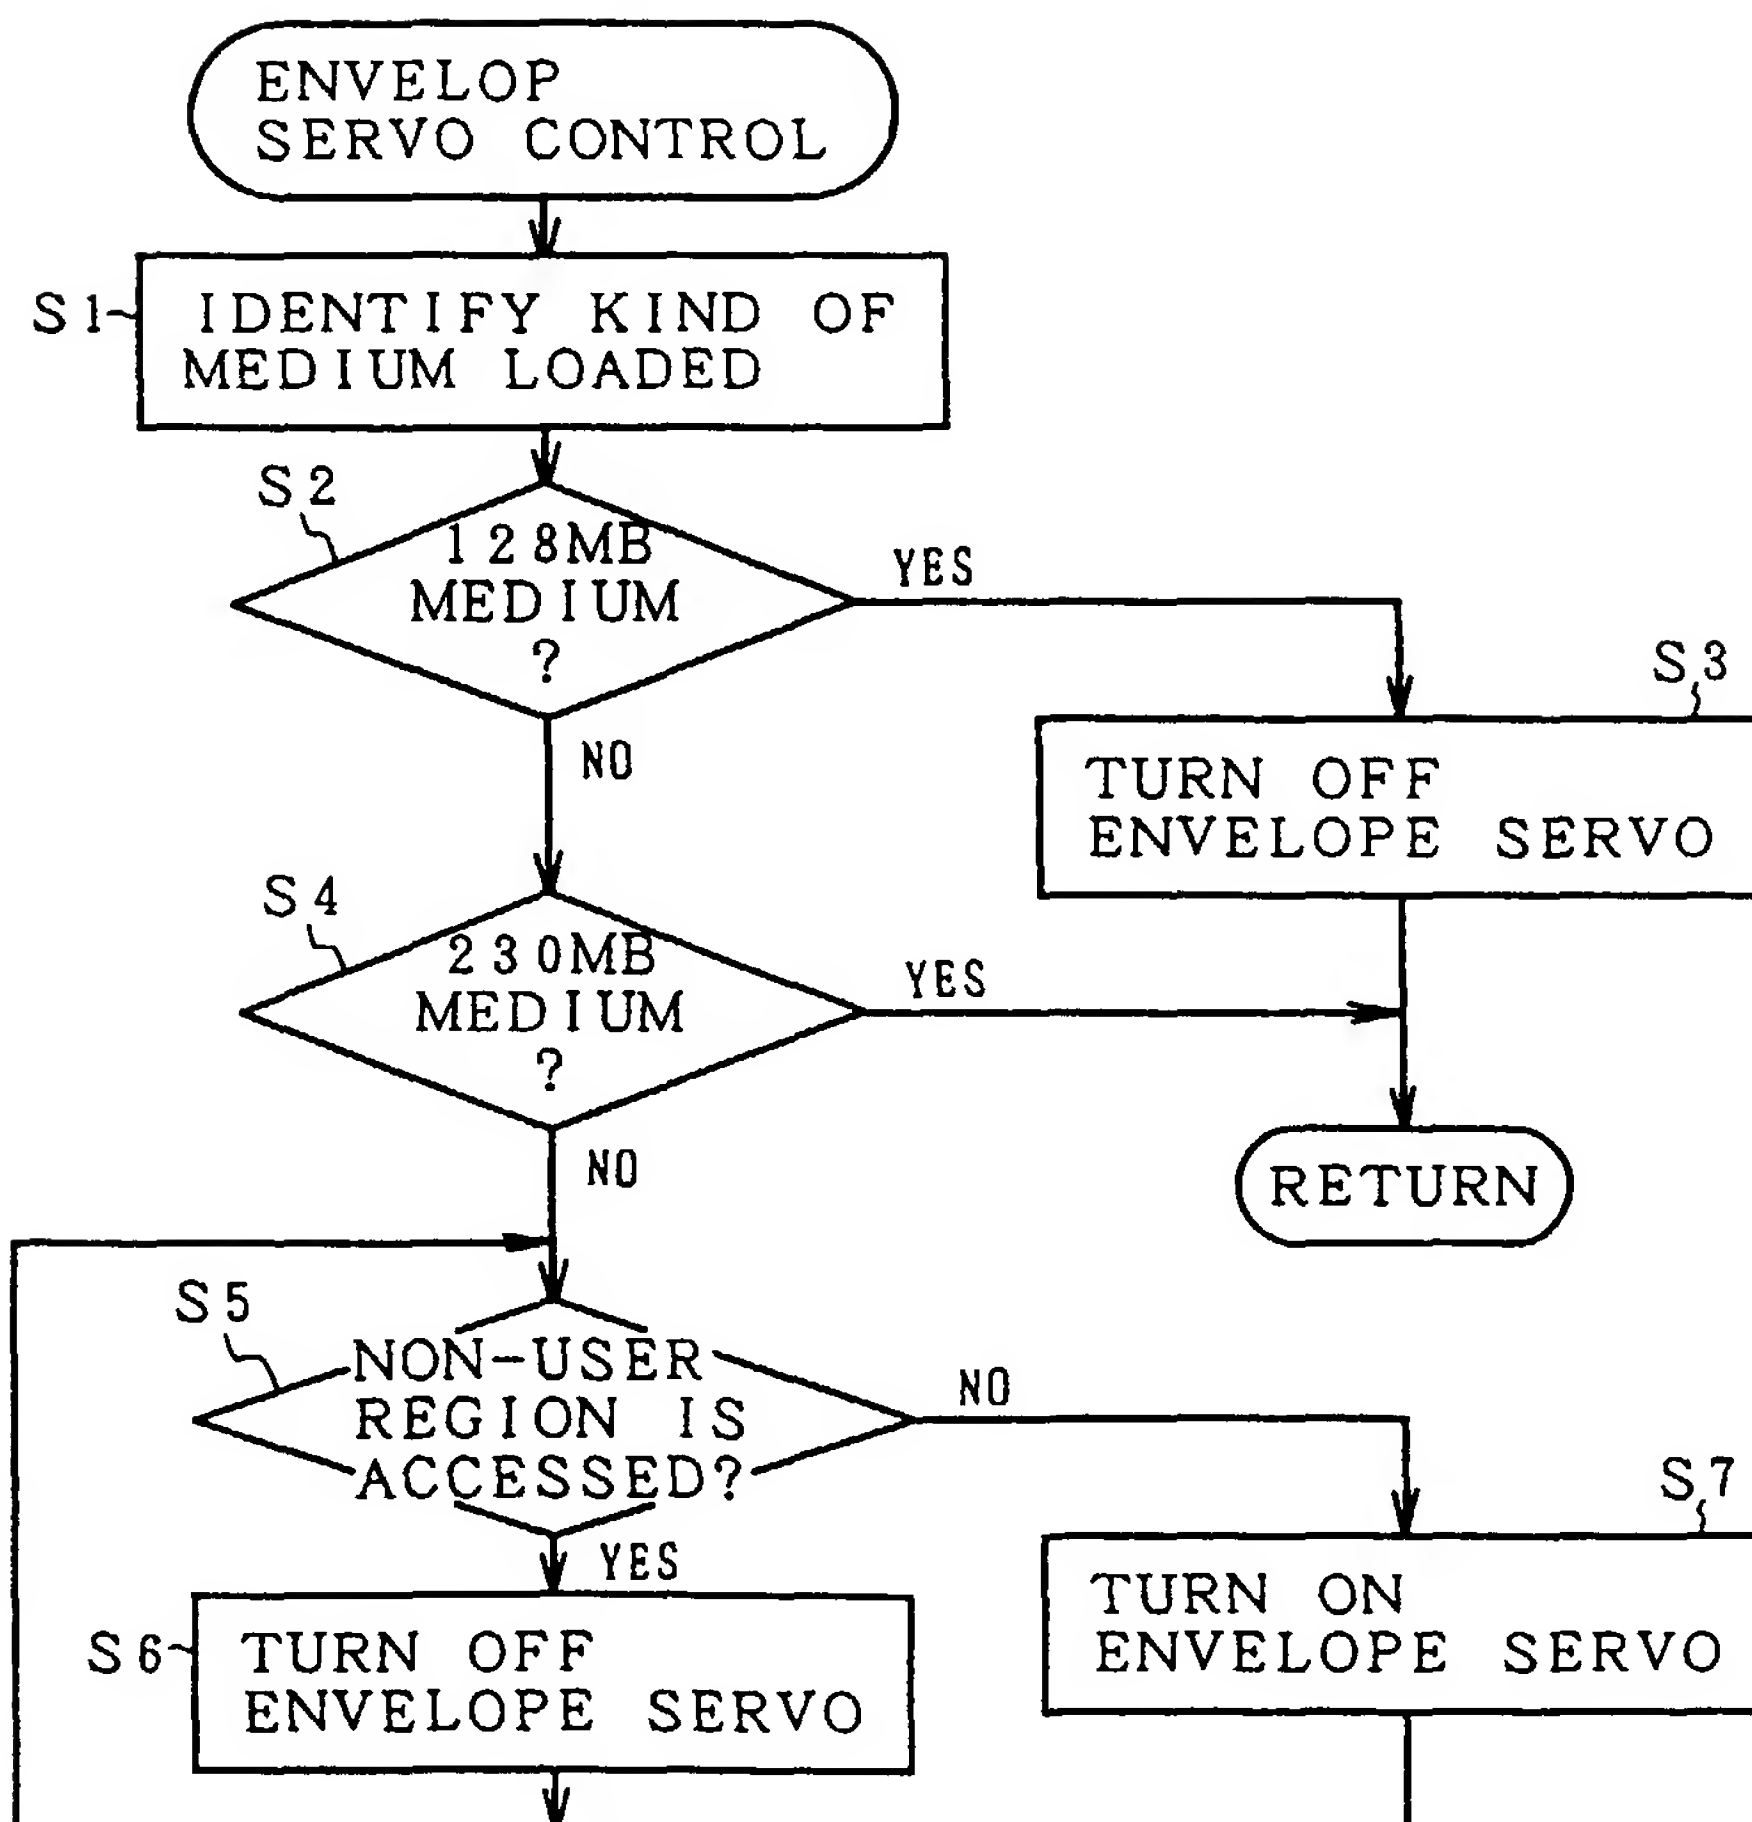 ENVELOP
SERVO CONTROL
S1
IDENTIFY KIND OF
MEDIUM LOADED
S2
128MB
MEDIUM
?
YES
NO
S3
TURN OFF
ENVELOPE SERVO
S4
230MB
MEDIUM
?
YES
NO
RETURN
S5
NON-USER
REGION IS
ACCESSED?
NO
YES
S7
TURN ON
ENVELOPE SERVO
S6
TURN OFF
ENVELOPE SERVO